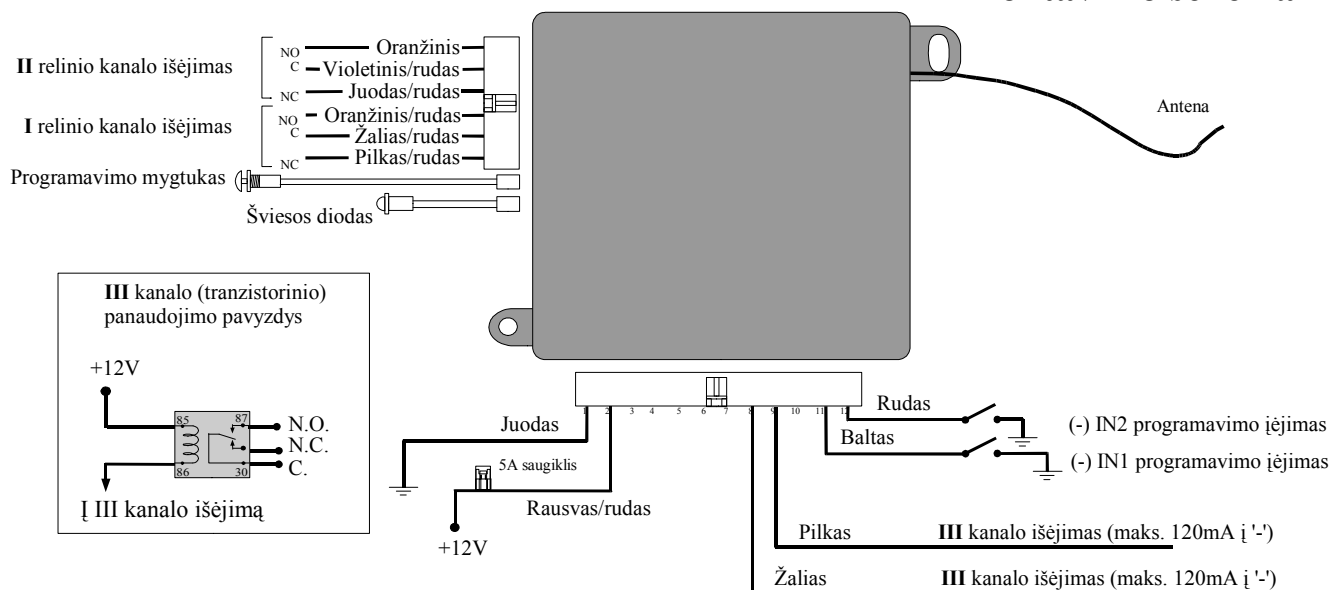 II relinio kanalo išėjimas
NO
Oranžinis
C
Violetinis/rudas
NC
Juodas/rudas
I relinio kanalo išėjimas
NO
Oranžinis/rudas
C
Žalias/rudas
NC
Pilkas/rudas
Programavimo mygtukas
Šviesos diodas
Antena
III kanalo (tranzistorinio)
panaudojimo pavyzdys
+12V
85
87
86
30
N.O.
N.C.
C.
Į III kanalo išėjimą
1 2 3 4 5 6 7 8 9 10 11 12
Juodas
5A saugiklis
Rausvas/rudas
+12V
Rudas
(-) IN2 programavimo įėjimas
Baltas
(-) IN1 programavimo įėjimas
Pilkas
III kanalo išėjimas (maks. 120mA į '-')
Žalias
III kanalo išėjimas (maks. 120mA į '-')